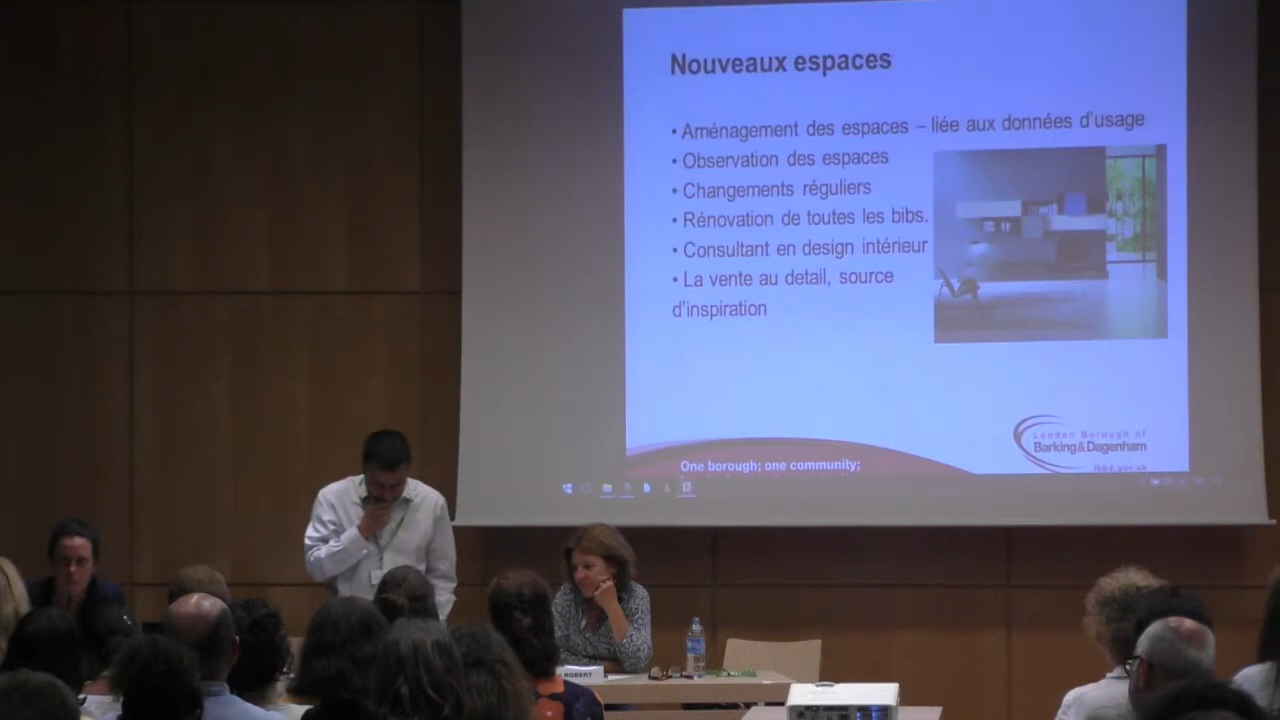 Nouveaux espaces
• Aménagement des espaces – liée aux données d'usage
• Observation des espaces
• Changements réguliers
• Rénovation de toutes les bibs.
• Consultant en design intérieur
• La vente au detail, source
d'inspiration
London Borough of
Barking & Dagenham
lbbd.gov.uk
One borough; one community;
ROBERT